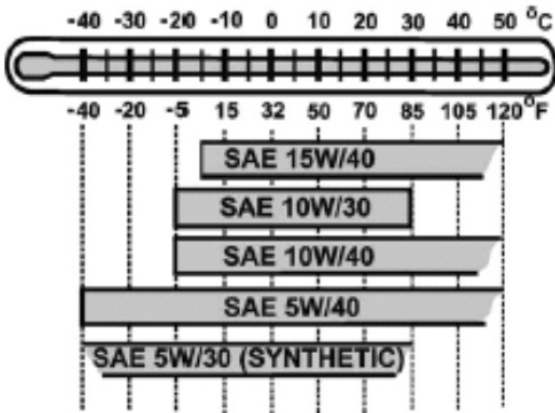 -40 -30 -20 -10 0 10 20 30 40 50 °C
-40 -20 -5 15 32 50 70 85 105 120 °F
SAE 15W/40
SAE 10W/30
SAE 10W/40
SAE 5W/40
SAE 5W/30 (SYNTHETIC)